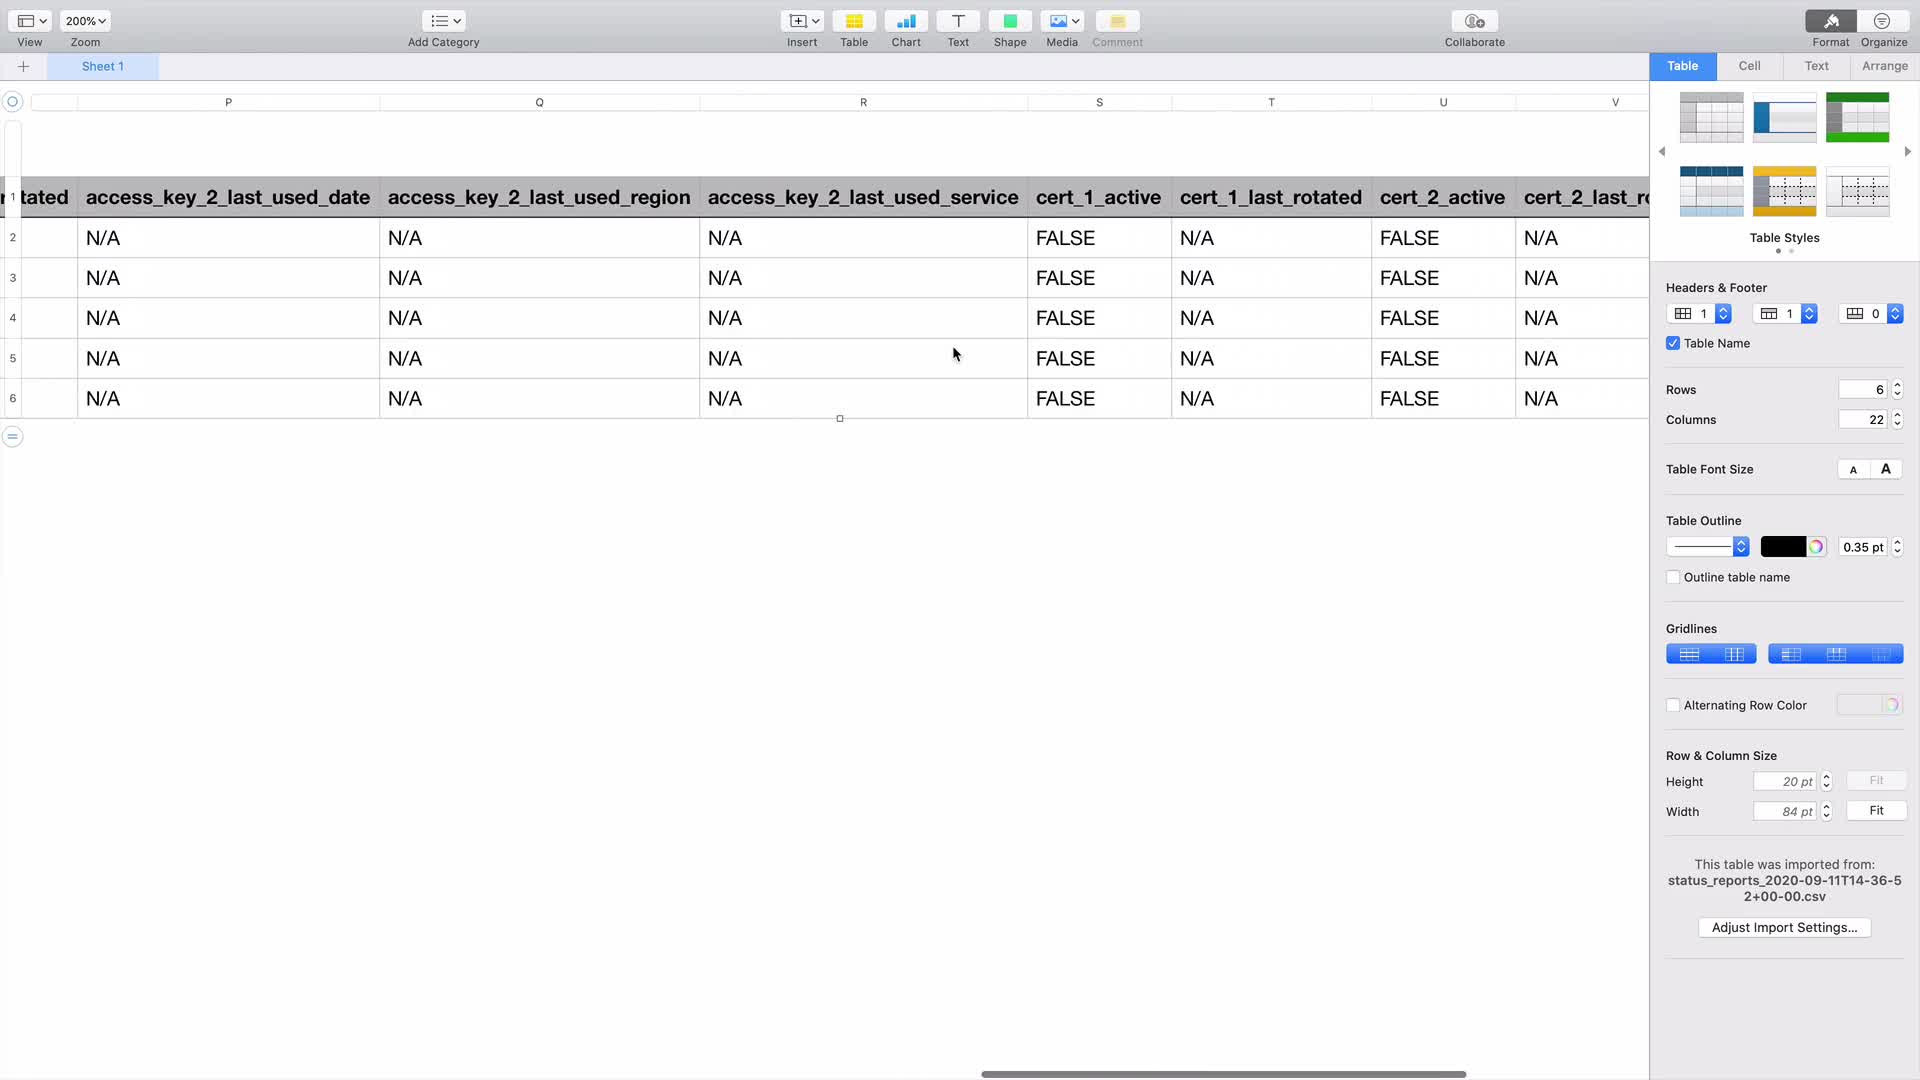 200%
View Zoom Add Category Insert Table Chart Text Shape Media Comment Collaborate Format Organize
Sheet 1
Table Cell Text Arrange
P Q R S T U V
1 rotated access_key_2_last_used_date access_key_2_last_used_region access_key_2_last_used_service cert_1_active cert_1_last_rotated cert_2_active cert_2_last_ro
2 N/A N/A N/A FALSE N/A FALSE N/A
3 N/A N/A N/A FALSE N/A FALSE N/A
4 N/A N/A N/A FALSE N/A FALSE N/A
5 N/A N/A N/A FALSE N/A FALSE N/A
6 N/A N/A N/A FALSE N/A FALSE N/A
Table Styles
Headers & Footer
1 1 0
Table Name
Rows 6
Columns 22
Table Font Size A A
Table Outline
0.35 pt
Outline table name
Gridlines
Alternating Row Color
Row & Column Size
Height 20 pt Fit
Width 84 pt Fit
This table was imported from:
status_reports_2020-09-11T14-36-5
2+00-00.csv
Adjust Import Settings...